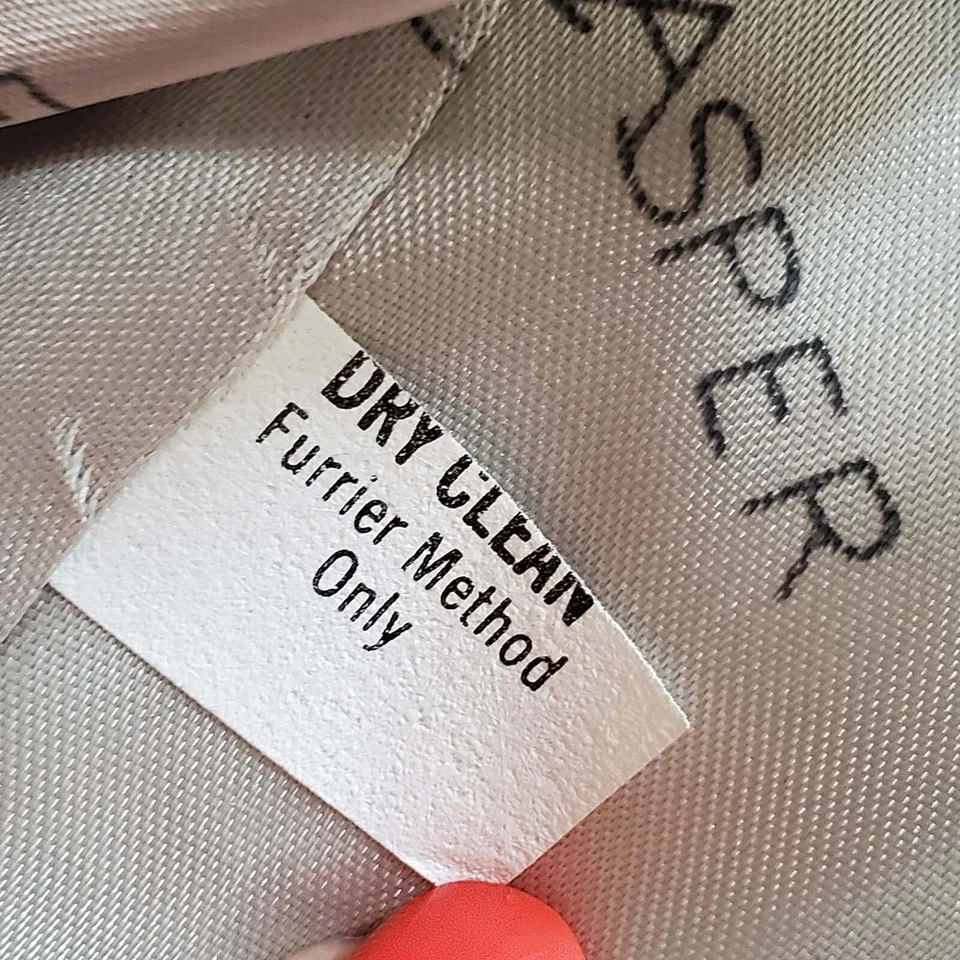 ASPER
DRY CLEAN
Furrier Method
Only